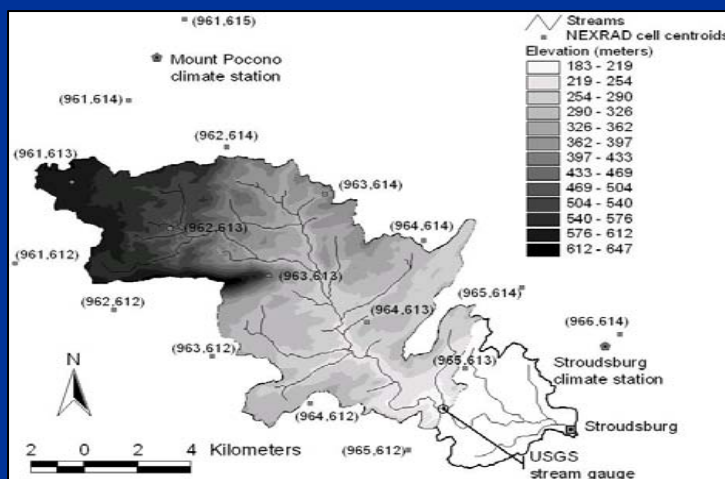 (961,615)
Mount Pocono
climate station
(961,614)
(962,614)
(961,613)
(963,614)
(962,613)
(964,614)
(961,612)
(963,613)
(965,614)
(962,612)
(964,613)
(966,614)
(963,612)
(965,613)
Stroudsburg
climate station
(964,612)
Stroudsburg
(965,612)
USGS
stream gauge
N
2 0 2 4 Kilometers
Streams
NEXRAD cell centroids
Elevation (meters)
183 - 219
219 - 254
254 - 290
290 - 326
326 - 362
362 - 397
397 - 433
433 - 469
469 - 504
504 - 540
540 - 576
576 - 612
612 - 647